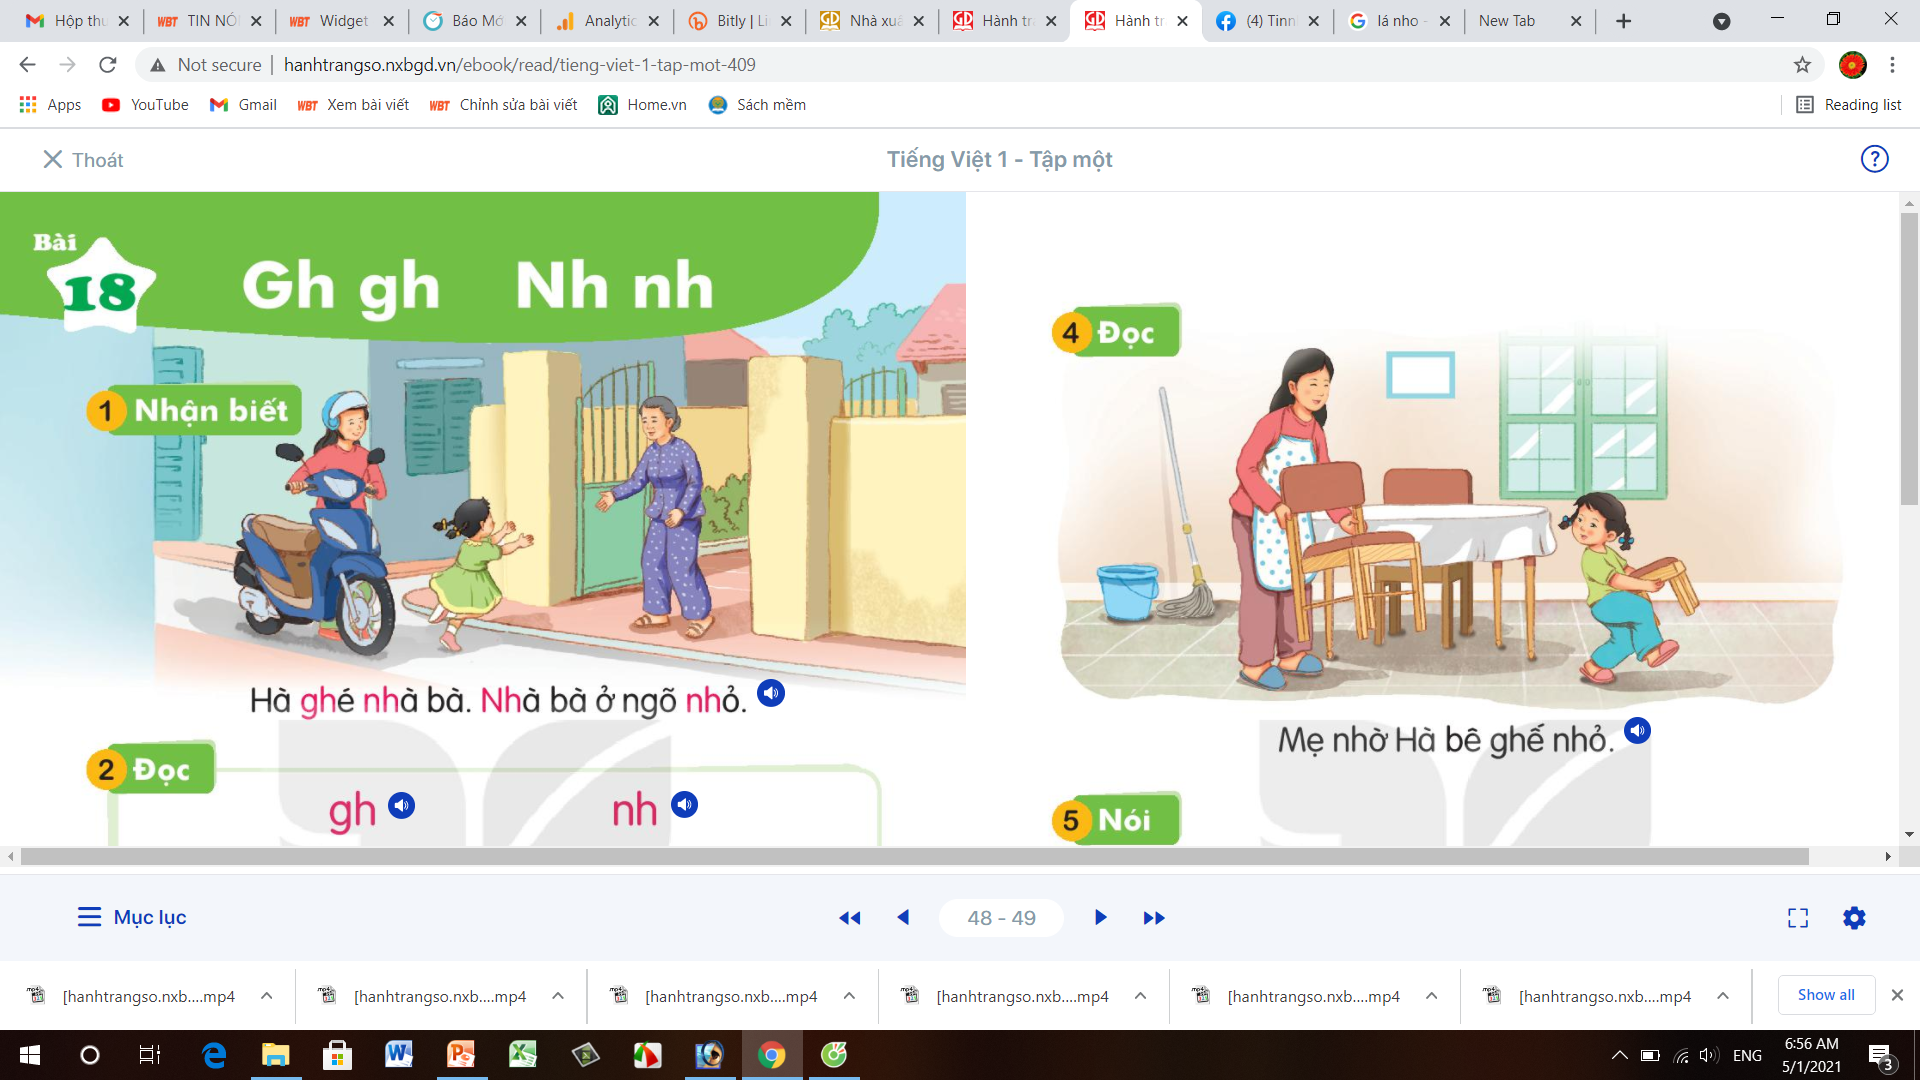 Hộp thư
TIN NÓ
Widget
Báo Mớ
Analytic
Bitly | Li
Nhà xuấ
Hành tr
Hành tr
(4) Tinn
lá nho -
New Tab
Not secure
hanhtrangso.nxbgd.vn/ebook/read/tieng-viet-1-tap-mot-409
Apps
YouTube
Gmail
WBT Xem bài viết
WBT Chỉnh sửa bài viết
Home.vn
Sách mềm
Reading list
Thoát
Tiếng Việt 1 - Tập một
?
Bài
18
Gh gh Nh nh
1 Nhận biết
Hà ghé nhà bà. Nhà bà ở ngõ nhỏ.
2 Đọc
gh nh
4 Đọc
Mẹ nhờ Hà bê ghế nhỏ.
5 Nói
Mục lục
48 - 49
[hanhtrangso.nxb....mp4
[hanhtrangso.nxb....mp4
[hanhtrangso.nxb....mp4
[hanhtrangso.nxb....mp4
[hanhtrangso.nxb....mp4
[hanhtrangso.nxb....mp4
Show all
ENG
6:56 AM
5/1/2021
3